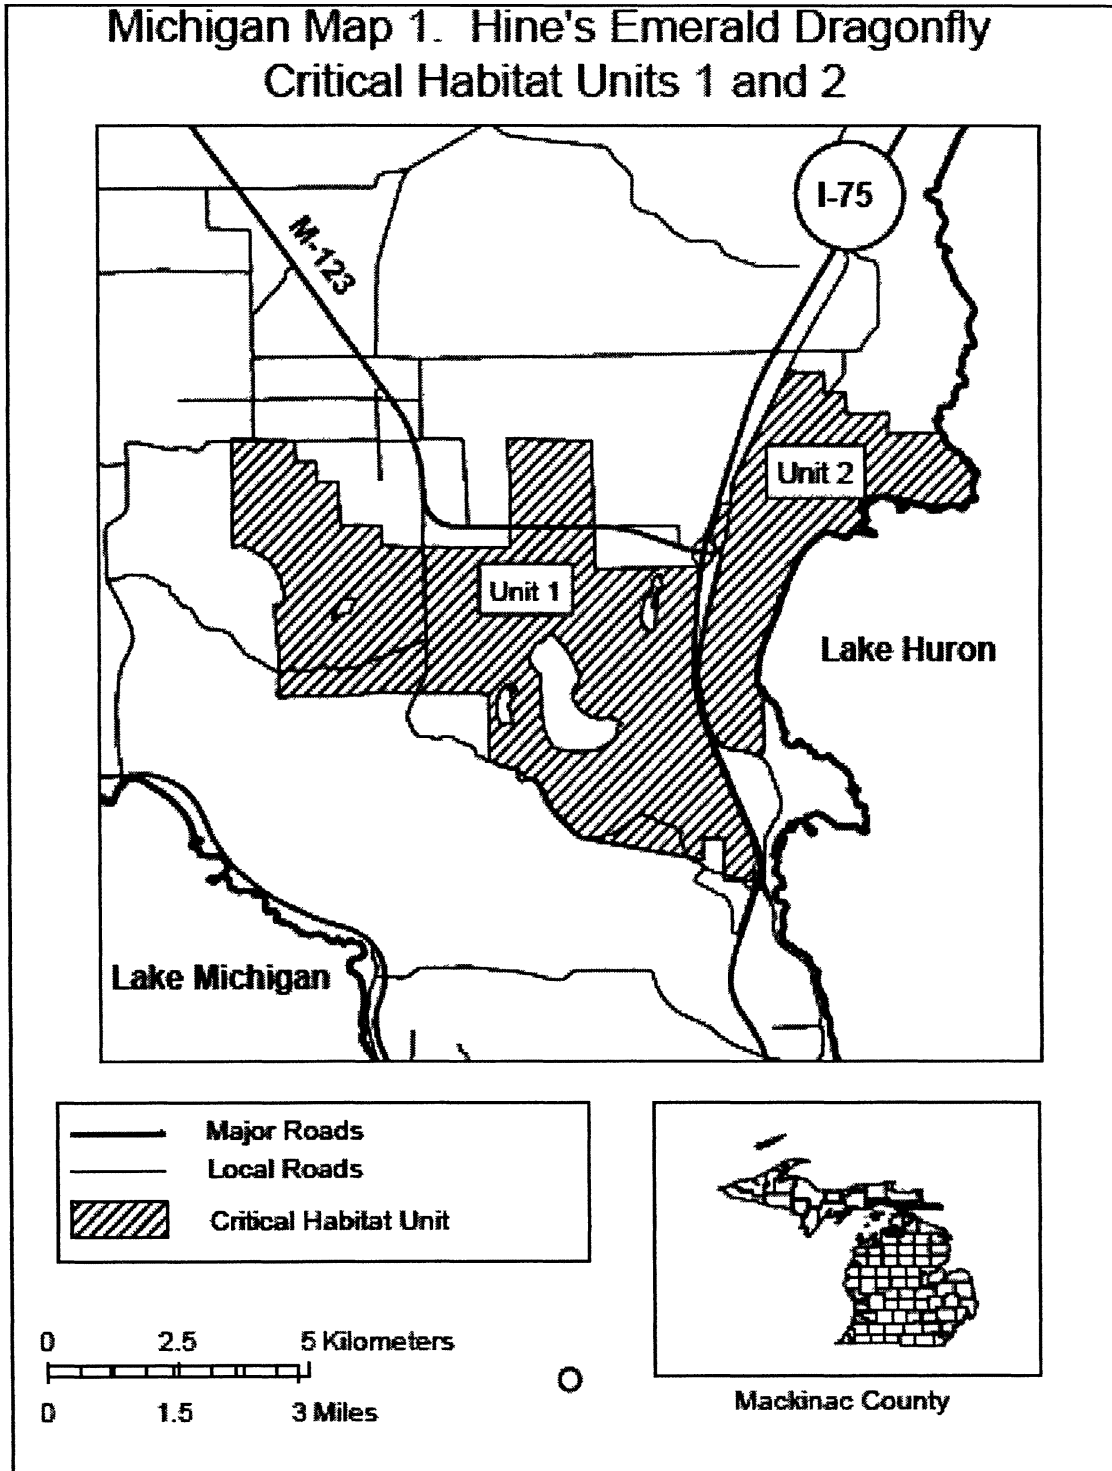 Michigan Map 1. Hine's Emerald Dragonfly
Critical Habitat Units 1 and 2
I-75
M-123
Unit 2
Unit 1
Lake Huron
Lake Michigan
Major Roads
Local Roads
Critical Habitat Unit
0 2.5 5 Kilometers
0 1.5 3 Miles
Mackinac County